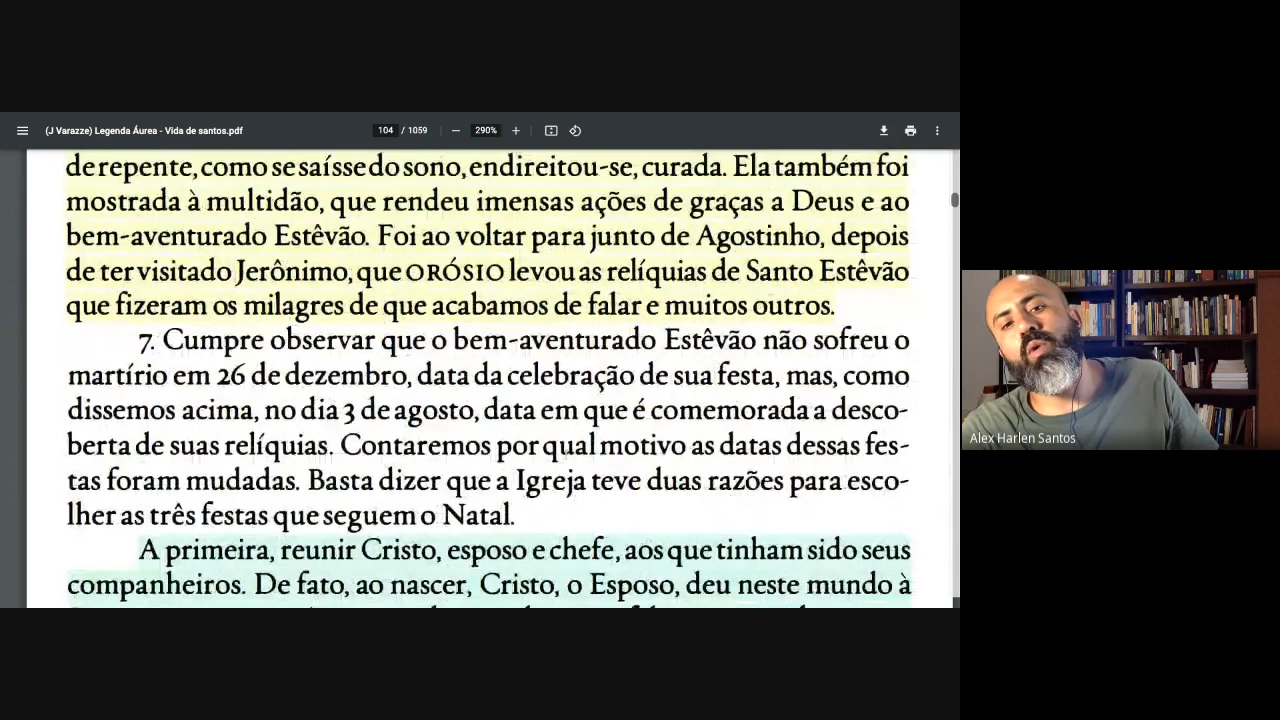 (J Varazze) Legenda Áurea - Vida de santos.pdf
104 / 1059
290%
de repente, como se saísse do sono, endireitou-se, curada. Ela também foi
mostrada à multidão, que rendeu imensas ações de graças a Deus e ao
bem-aventurado Estêvão. Foi ao voltar para junto de Agostinho, depois
de ter visitado Jerônimo, que ORÓSIO levou as relíquias de Santo Estêvão
que fizeram os milagres de que acabamos de falar e muitos outros.
7. Cumpre observar que o bem-aventurado Estêvão não sofreu o
martírio em 26 de dezembro, data da celebração de sua festa, mas, como
dissemos acima, no dia 3 de agosto, data em que é comemorada a desco-
berta de suas relíquias. Contaremos por qual motivo as datas dessas fes-
tas foram mudadas. Basta dizer que a Igreja teve duas razões para esco-
lher as três festas que seguem o Natal.
A primeira, reunir Cristo, esposo e chefe, aos que tinham sido seus
companheiros. De fato, ao nascer, Cristo, o Esposo, deu neste mundo à
Alex Harlen Santos